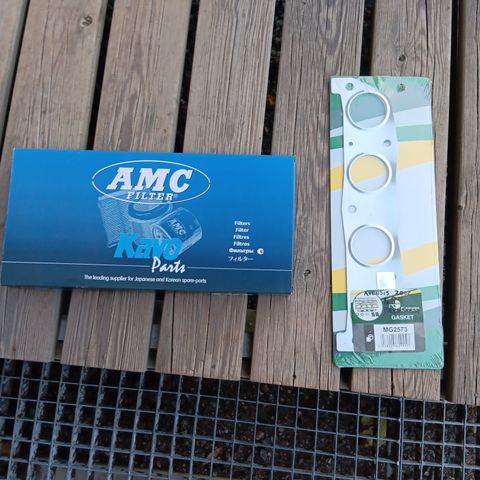 AMC
FILTER®
AMC
Kavo
Parts
Filters
Filter
Filtres
Filtros
Фильтры
フィルター
The leading supplier for Japanese and Korean spare-parts
GASKET
MG2573